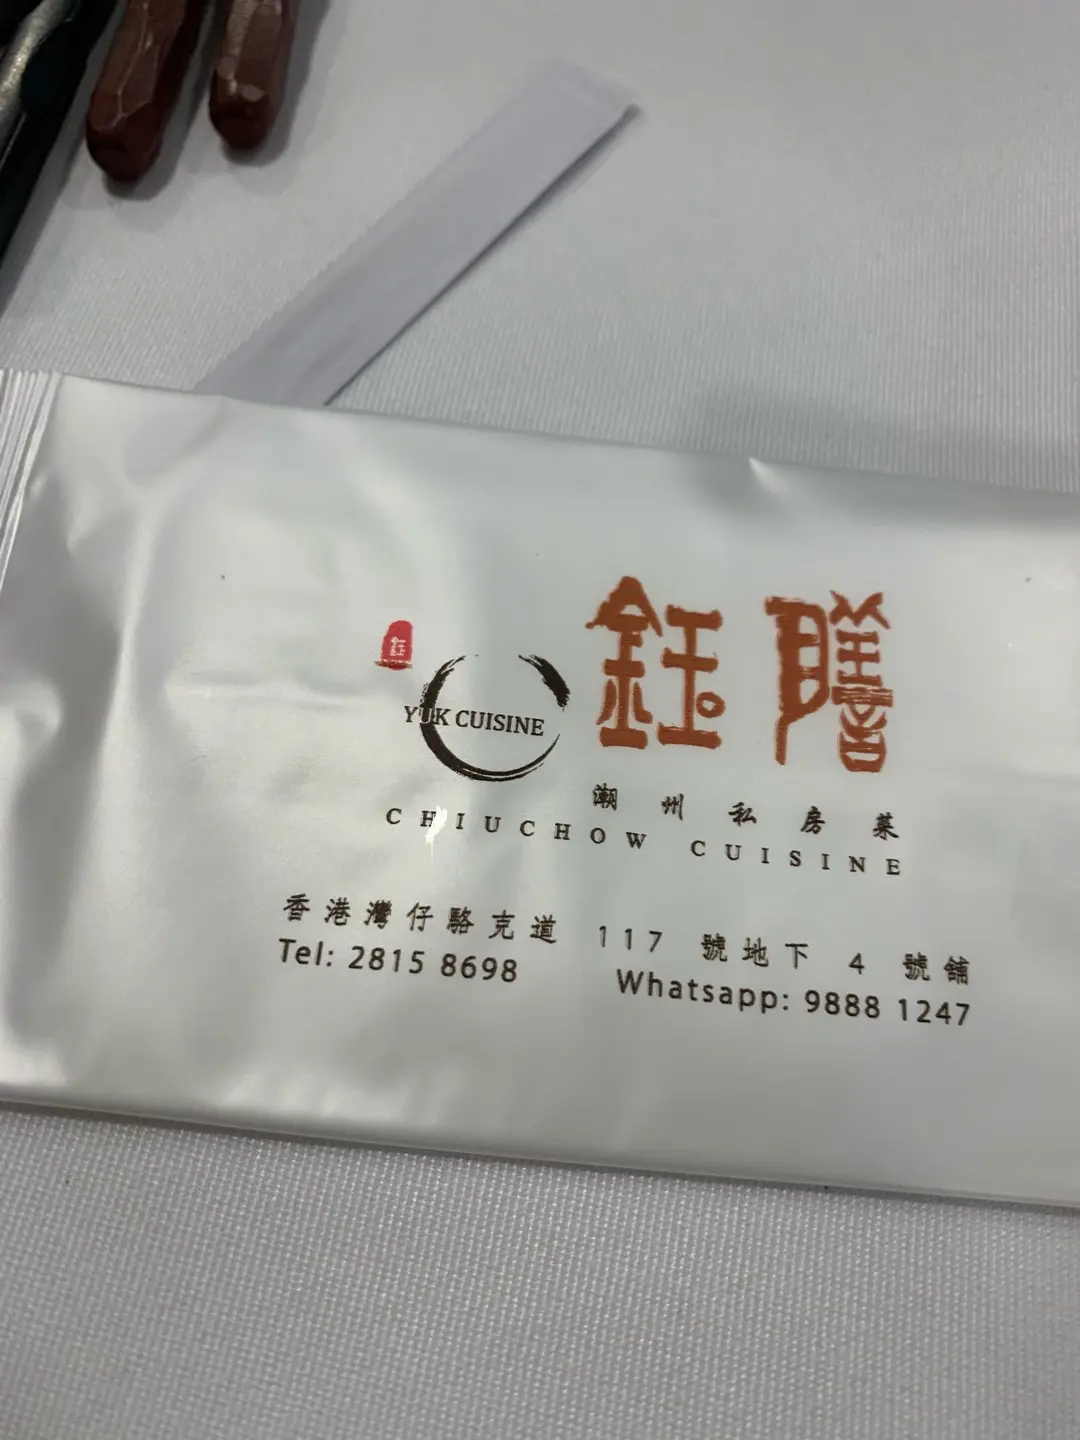 鈺膳
鈺
YUK CUISINE
潮州私房菜
CHIUCHOW CUISINE
香港灣仔駱克道 117 號地下 4 號舖
Tel: 2815 8698 Whatsapp: 9888 1247